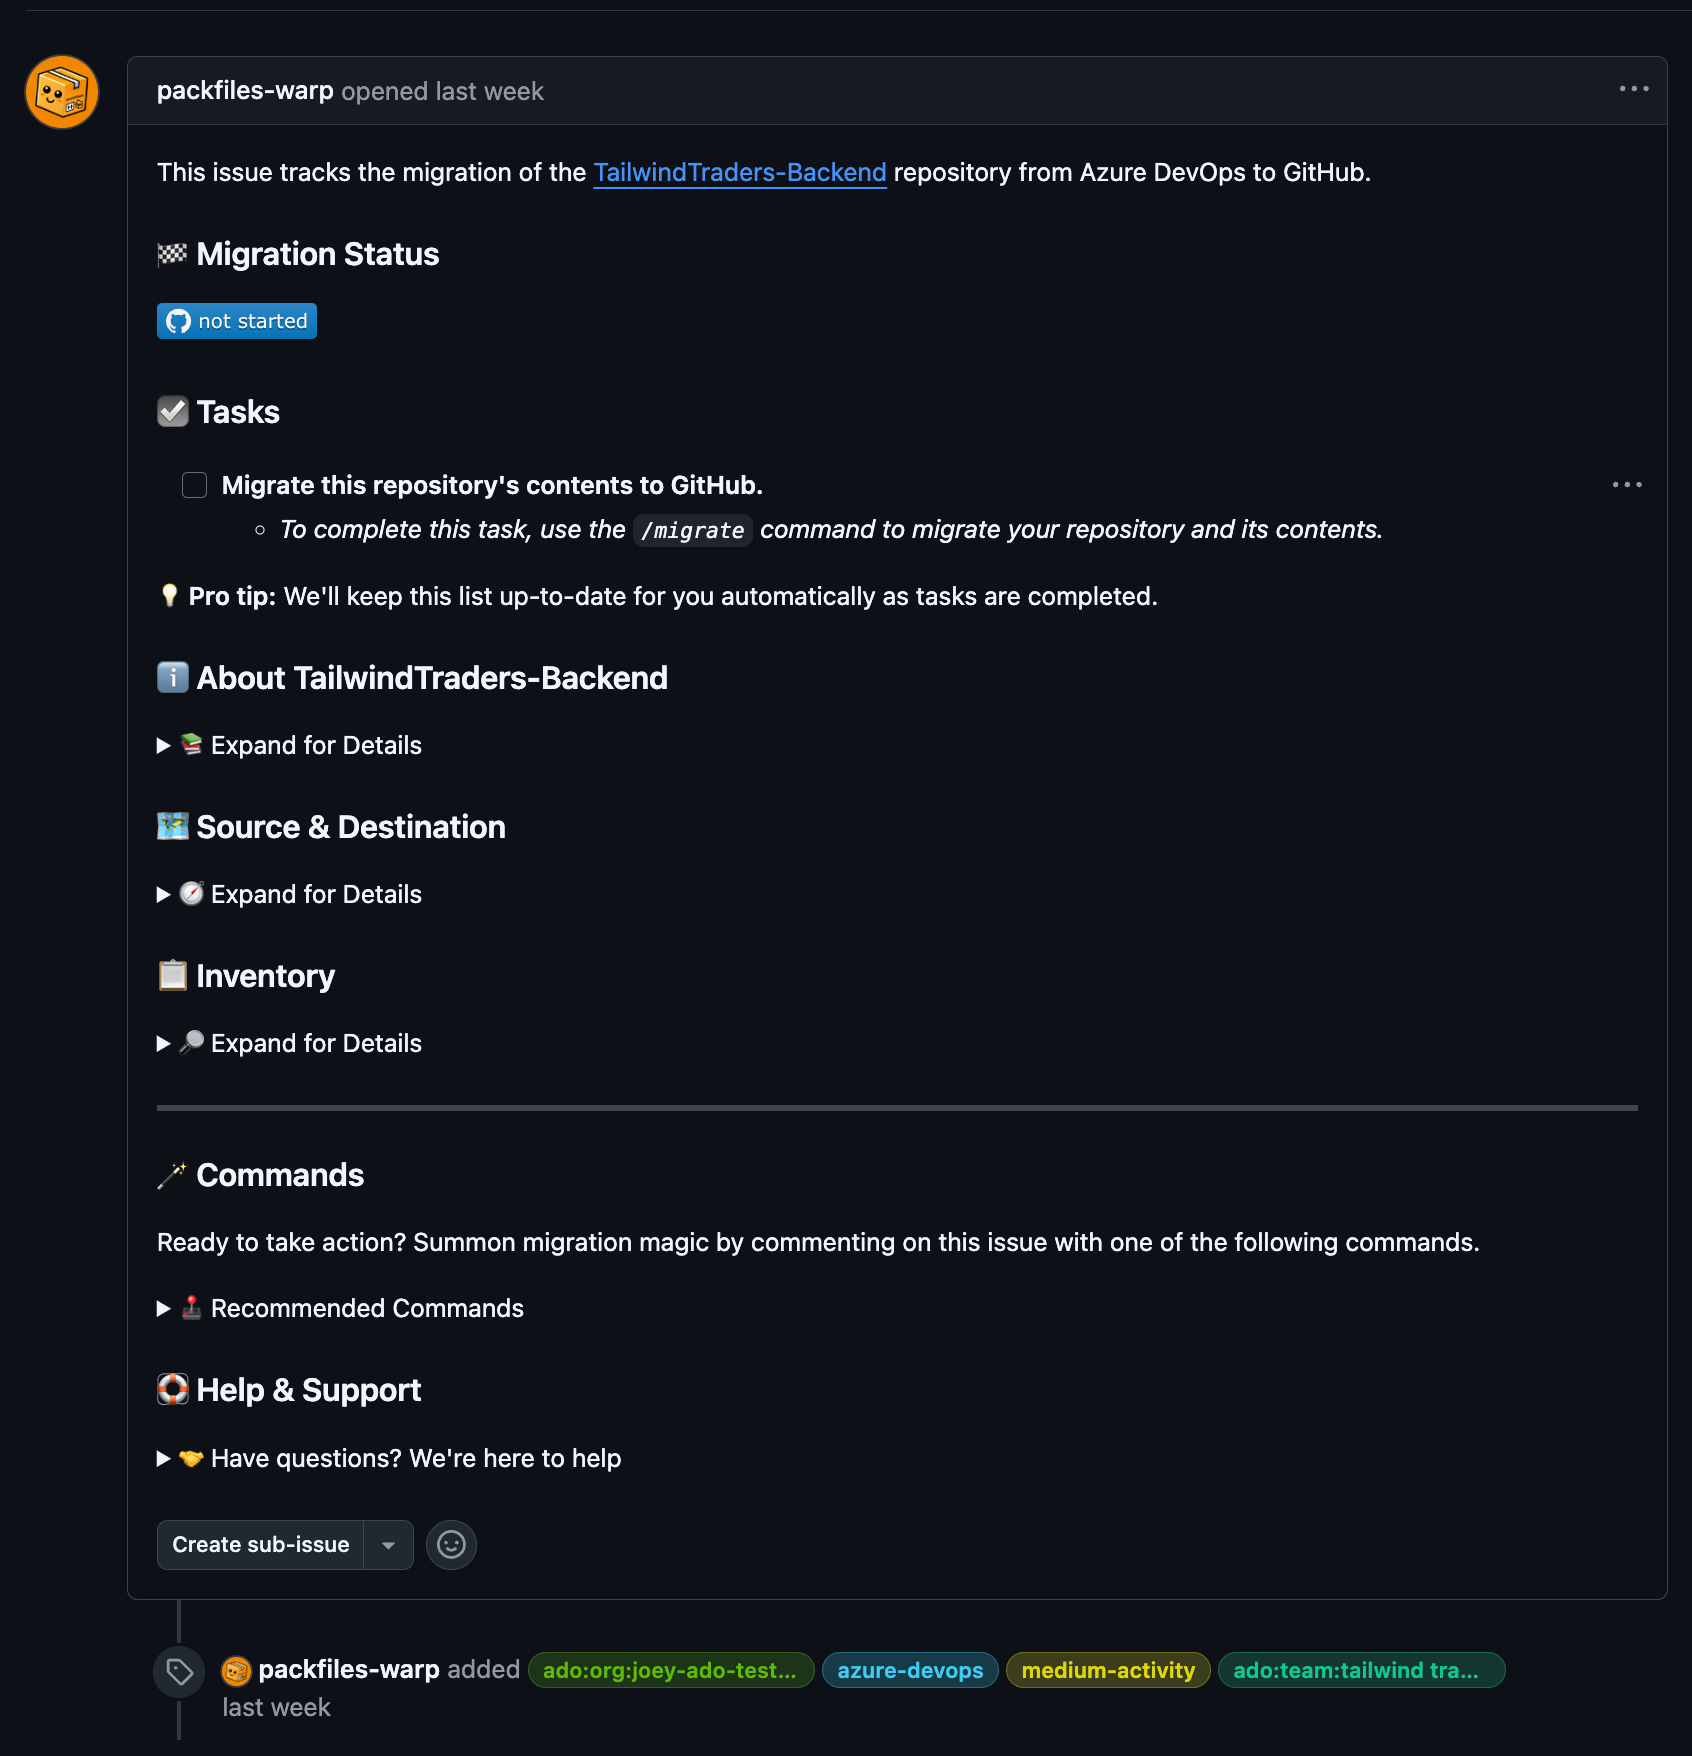 packfiles-warp opened last week
This issue tracks the migration of the TailwindTraders-Backend repository from Azure DevOps to GitHub.
Migration Status
not started
Tasks
Migrate this repository's contents to GitHub.
To complete this task, use the /migrate command to migrate your repository and its contents.
Pro tip: We'll keep this list up-to-date for you automatically as tasks are completed.
About TailwindTraders-Backend
Expand for Details
Source & Destination
Expand for Details
Inventory
Expand for Details
Commands
Ready to take action? Summon migration magic by commenting on this issue with one of the following commands.
Recommended Commands
Help & Support
Have questions? We're here to help
Create sub-issue
packfiles-warp added ado:org:joey-ado-test... azure-devops medium-activity ado:team:tailwind tra...
last week